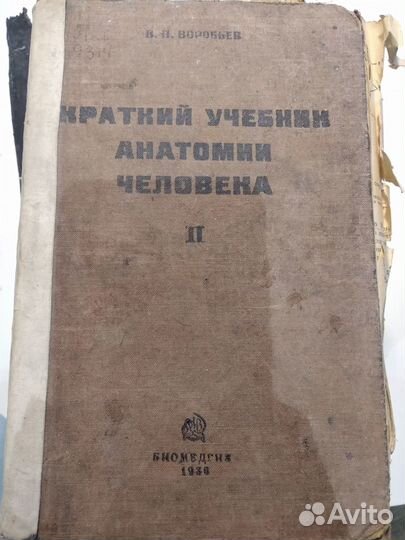 В. П. ВОРОБЬЕВ
КРАТКИЙ УЧЕБНИК
АНАТОМИИ
ЧЕЛОВЕКА
II
БИОМЕДГИЗ
1936
Avito